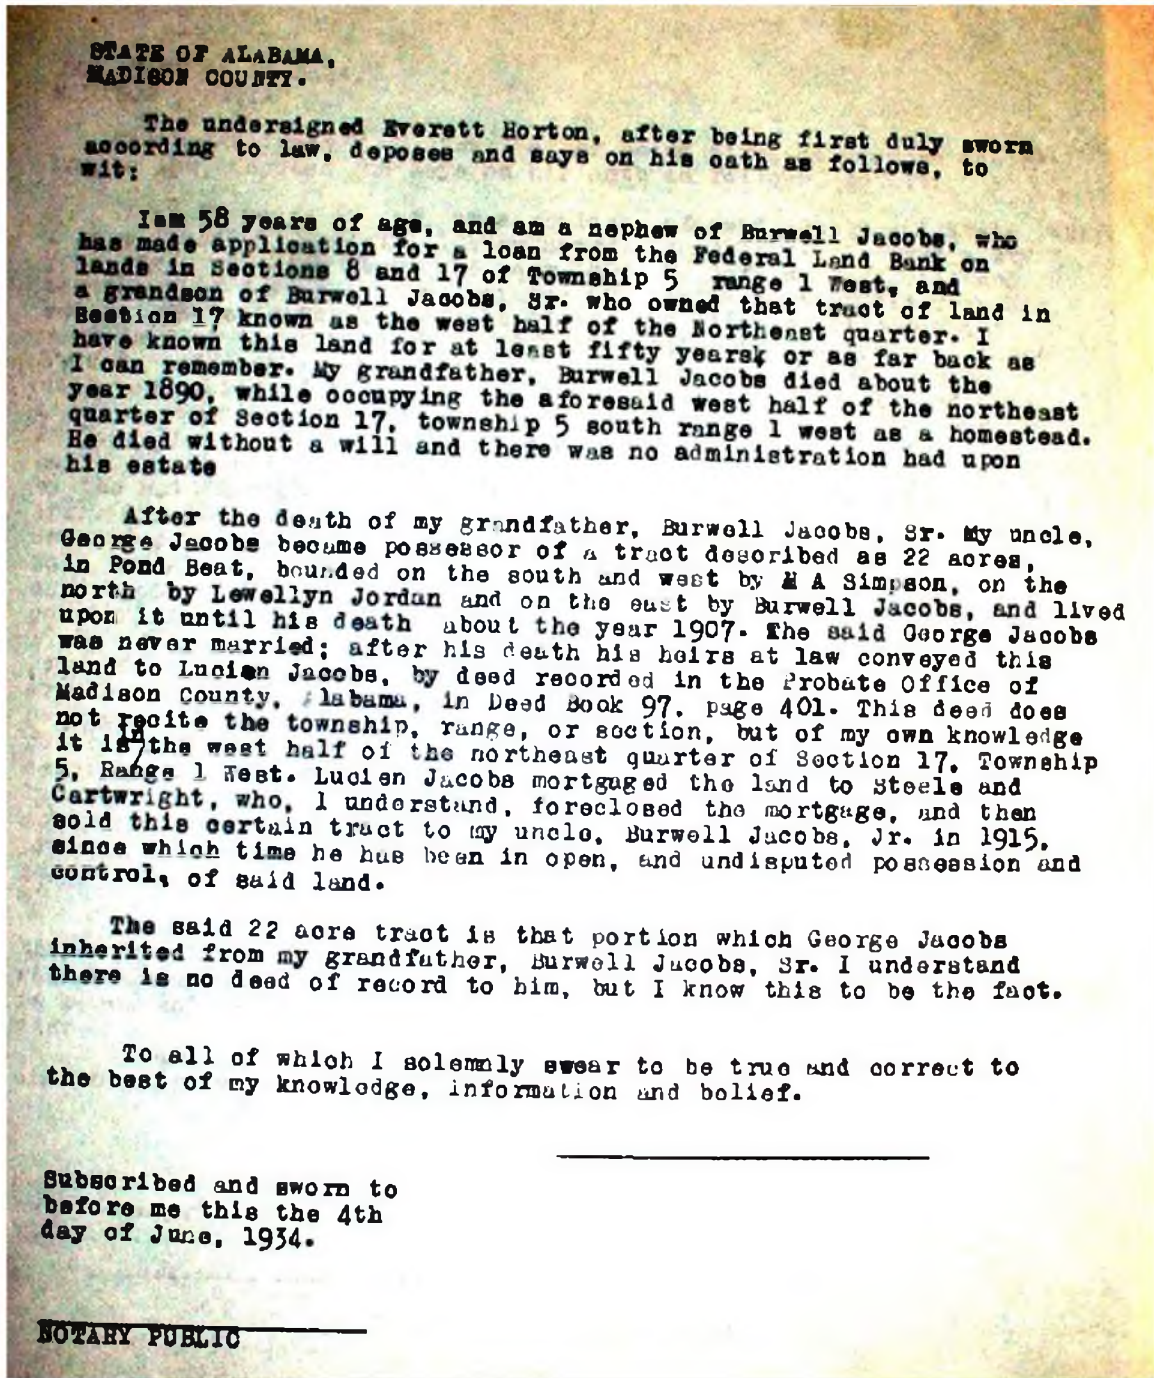 STATE OF ALABAMA,
MADISON COUNTY.
The undersigned Everett Horton, after being first duly sworn
according to law, deposes and says on his oath as follows, to
wit:
Iam 58 years of age, and am a nephew of Burwell Jacobs, who
has made application for a loan from the Federal Land Bank on
lands in Sections 8 and 17 of Township 5 range 1 West, and
a grandson of Burwell Jacobs, Sr. who owned that tract of land in
Section 17 known as the west half of the Northeast quarter. I
have known this land for at least fifty years or as far back as
I can remember. My grandfather, Burwell Jacobs died about the
year 1890, while occupying the aforesaid west half of the northeast
quarter of Section 17, township 5 south range 1 west as a homestead.
He died without a will and there was no administration had upon
his estate
After the death of my grandfather, Burwell Jacobs, Sr. My uncle,
George Jacobs became possessor of a tract described as 22 acres,
in Pond Beat, bounded on the south and west by M A Simpson, on the
north by Lewellyn Jordan and on the east by Burwell Jacobs, and lived
upon it until his death about the year 1907. The said George Jacobs
was never married; after his death his heirs at law conveyed this
land to Lucien Jacobs, by deed recorded in the Probate Office of
Madison County, Alabama, in Deed Book 97, page 401. This deed does
not recite the township, range, or section, but of my own knowledge
it is in the west half of the northeast quarter of Section 17, Township
5, Range 1 West. Lucien Jacobs mortgaged the land to Steele and
Cartwright, who, I understand, foreclosed the mortgage, and then
sold this certain tract to my uncle, Burwell Jacobs, Jr. in 1915,
since which time he has been in open, and undisputed possession and
control, of said land.
The said 22 acre tract is that portion which George Jacobs
inherited from my grandfather, Burwell Jacobs, Sr. I understand
there is no deed of record to him, but I know this to be the fact.
To all of which I solemnly swear to be true and correct to
the best of my knowledge, information and belief.
Subscribed and sworn to
before me this the 4th
day of June, 1934.
NOTARY PUBLIC